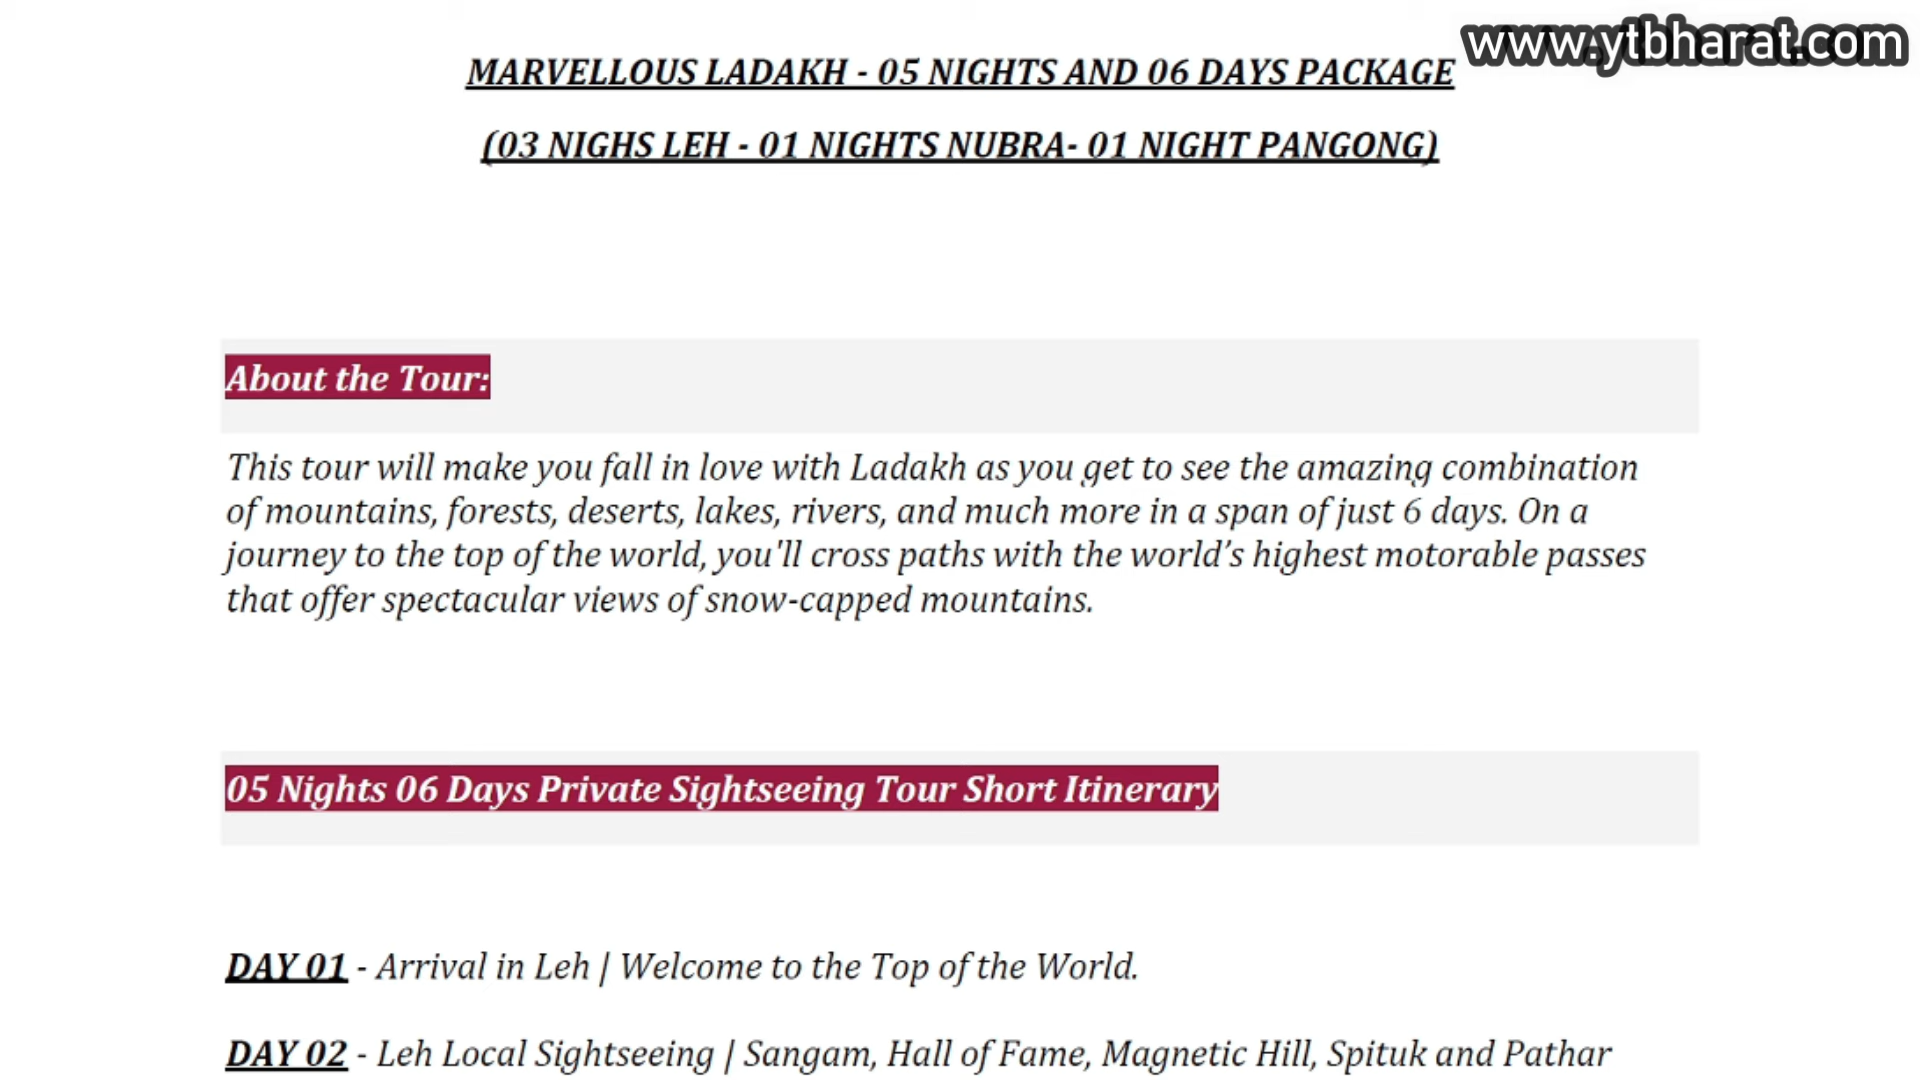 www.ytbharat.com
MARVELLOUS LADAKH - 05 NIGHTS AND 06 DAYS PACKAGE
(03 NIGHS LEH - 01 NIGHTS NUBRA- 01 NIGHT PANGONG)
About the Tour:
This tour will make you fall in love with Ladakh as you get to see the amazing combination
of mountains, forests, deserts, lakes, rivers, and much more in a span of just 6 days. On a
journey to the top of the world, you'll cross paths with the world’s highest motorable passes
that offer spectacular views of snow-capped mountains.
05 Nights 06 Days Private Sightseeing Tour Short Itinerary
DAY 01 - Arrival in Leh | Welcome to the Top of the World.
DAY 02 - Leh Local Sightseeing | Sangam, Hall of Fame, Magnetic Hill, Spituk and Pathar